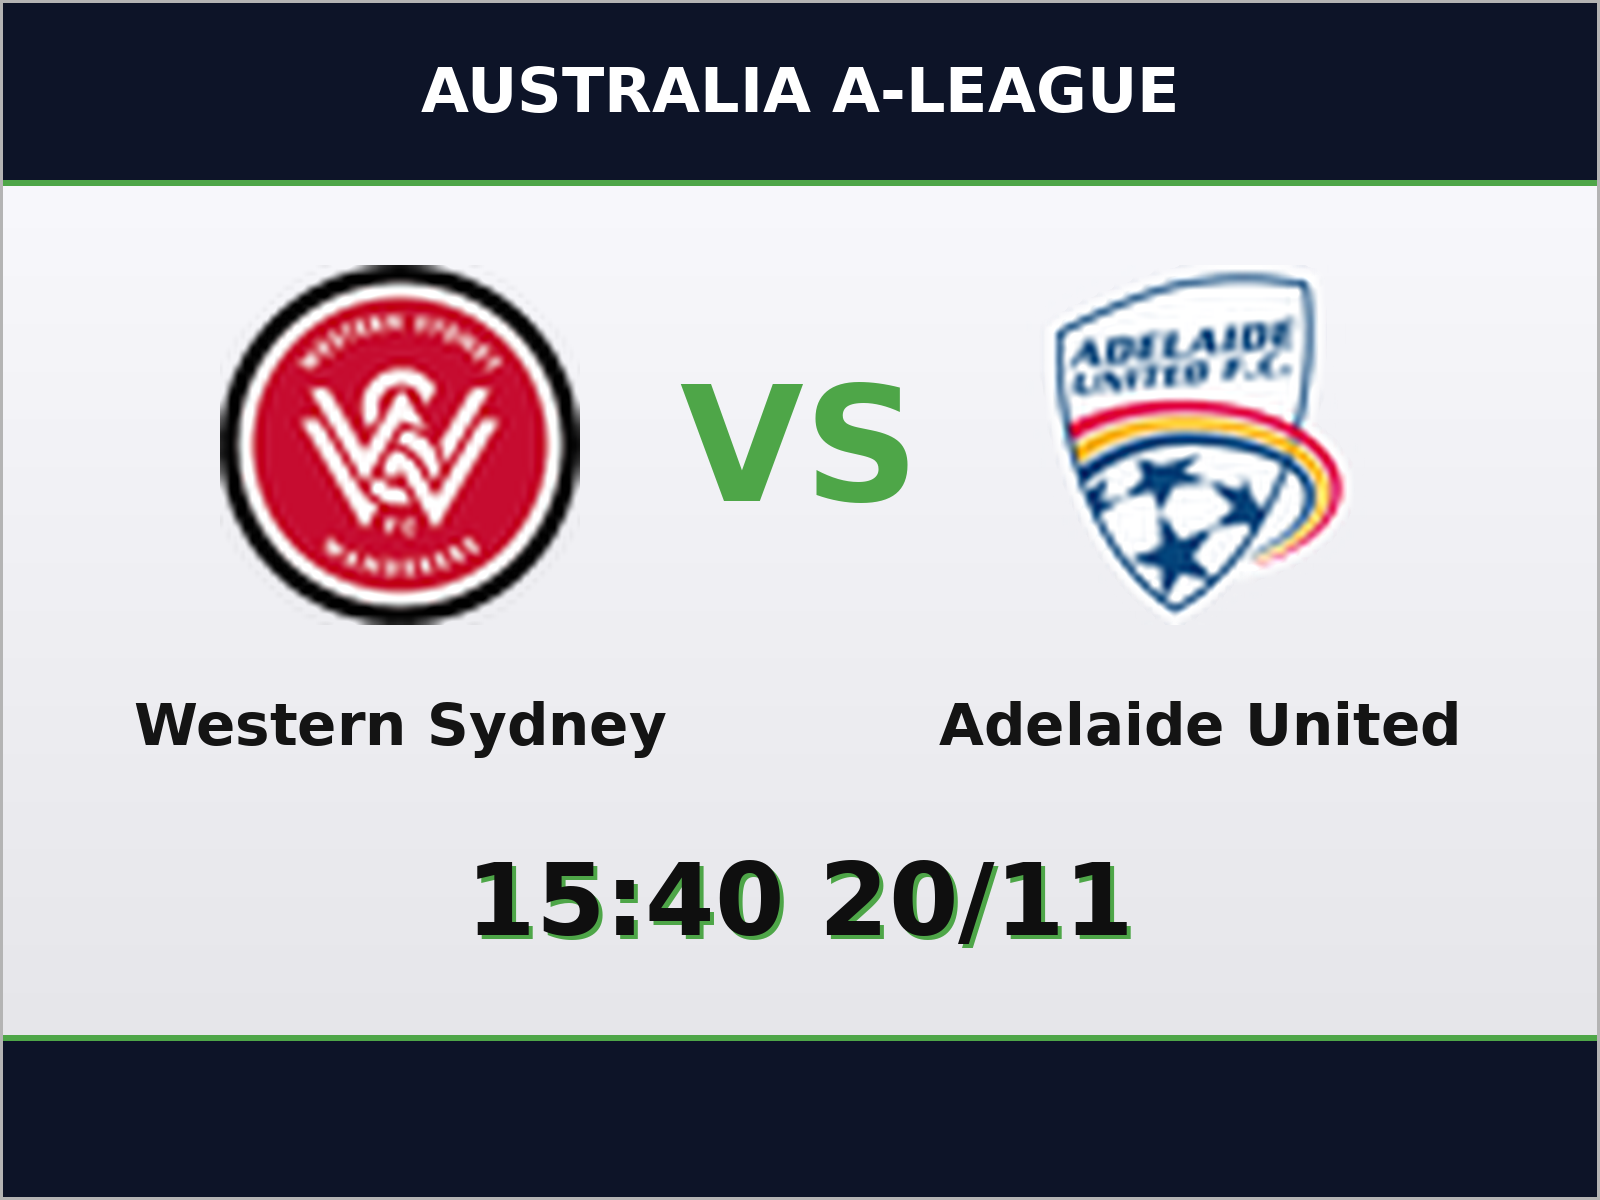 AUSTRALIA A-LEAGUE
WESTERN SYDNEY
FC
WANDERERS
VS
ADELAIDE
UNITED F.C.
Western Sydney
Adelaide United
15:40 20/11